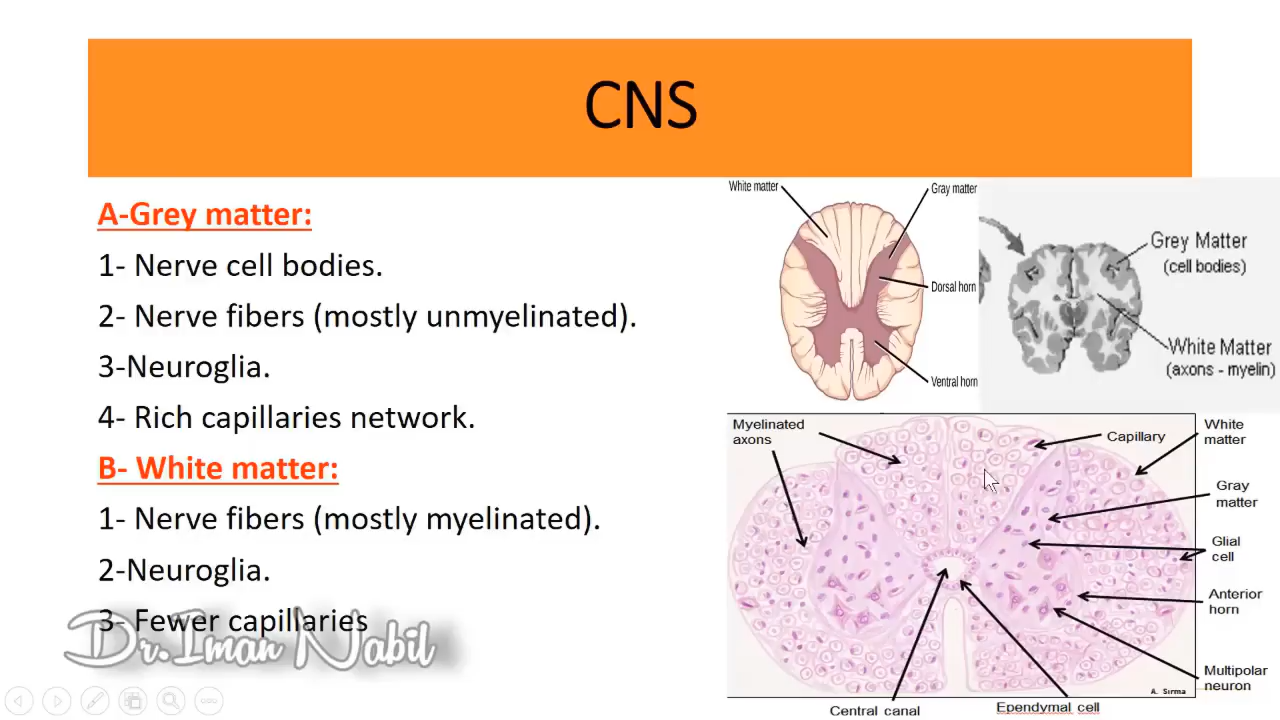 CNS
A-Grey matter:
1- Nerve cell bodies.
2- Nerve fibers (mostly unmyelinated).
3-Neuroglia.
4- Rich capillaries network.
B- White matter:
1- Nerve fibers (mostly myelinated).
2-Neuroglia.
3- Fewer capillaries
Dr.Iman Nabil
White matter
Gray matter
Dorsal horn
Ventral horn
Grey Matter
(cell bodies)
White Matter
(axons - myelin)
Myelinated
axons
Capillary
White
matter
Gray
matter
Glial
cell
Anterior
horn
Multipolar
neuron
A. Sırma
Central canal
Ependymal cell